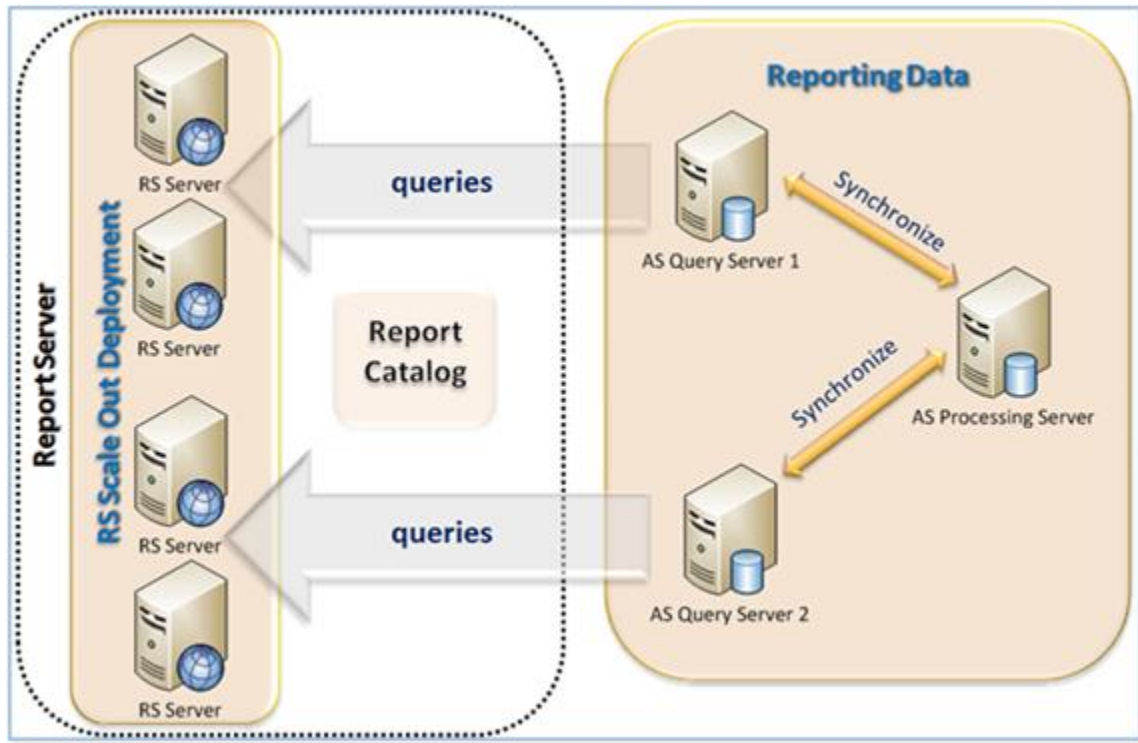 Report Server
RS Scale Out Deployment
RS Server
RS Server
RS Server
RS Server
queries
Report
Catalog
queries
Reporting Data
AS Query Server 1
Synchronize
AS Processing Server
Synchronize
AS Query Server 2